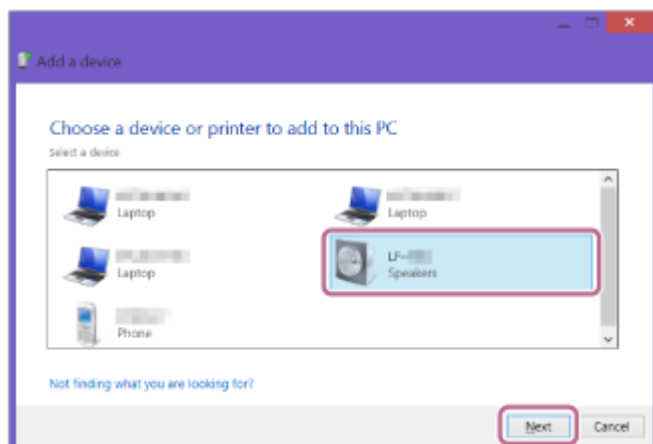 Add a device
Choose a device or printer to add to this PC
Select a device
Laptop
Laptop
Laptop
LF-
Speakers
Phone
Not finding what you are looking for?
Next
Cancel